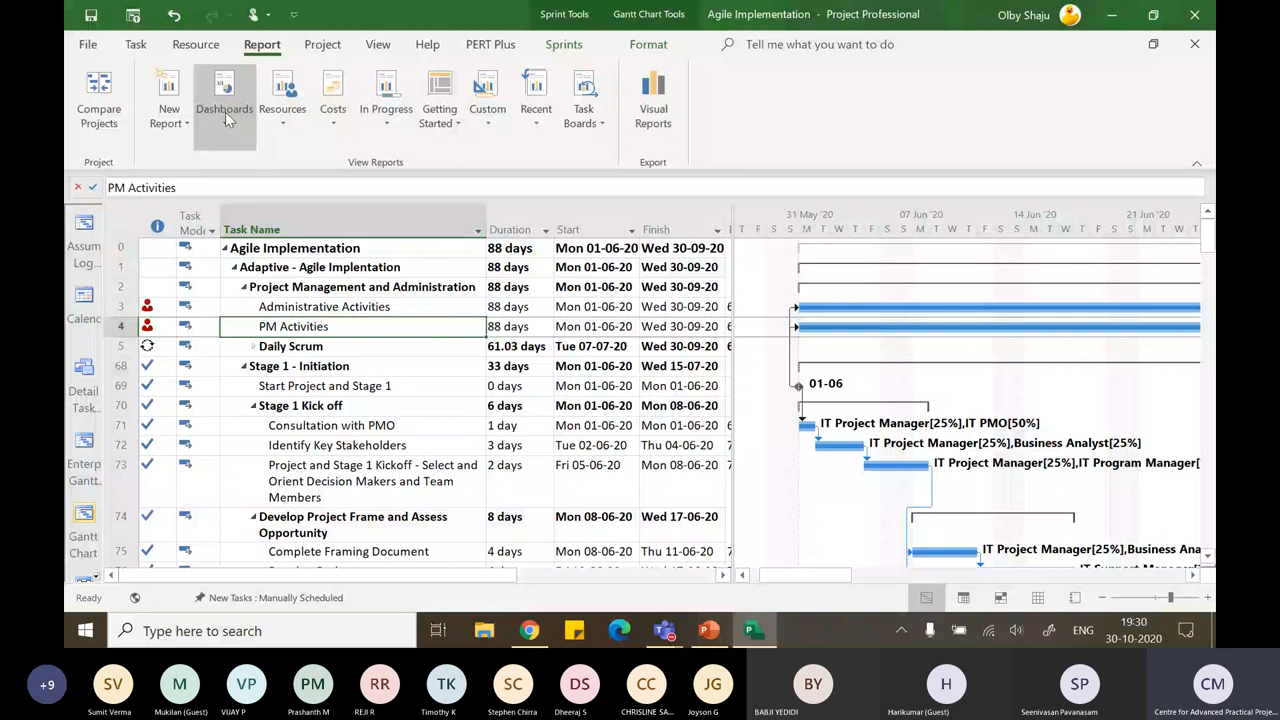 Sprint Tools Gantt Chart Tools Agile Implementation - Project Professional Olby Shaju
File Task Resource Report Project View Help PERT Plus Sprints Format Tell me what you want to do
Compare Projects
New Report
Dashboards
Resources
Costs
In Progress
Getting Started
Custom
Recent
Task Boards
Visual Reports
Project View Reports Export
PM Activities
Task Mode Task Name Duration Start Finish
31 May '20 07 Jun '20 14 Jun '20 21 Jun '20
T F S S M T W T F S S M T W T F S S M T W T F S S M T W T
0 Agile Implementation 88 days Mon 01-06-20 Wed 30-09-20
1 Adaptive - Agile Implentation 88 days Mon 01-06-20 Wed 30-09-20
2 Project Management and Administration 88 days Mon 01-06-20 Wed 30-09-20
3 Administrative Activities 88 days Mon 01-06-20 Wed 30-09-20 6
4 PM Activities 88 days Mon 01-06-20 Wed 30-09-20 6
5 Daily Scrum 61.03 days Tue 07-07-20 Wed 30-09-20
68 Stage 1 - Initiation 33 days Mon 01-06-20 Wed 15-07-20
69 Start Project and Stage 1 0 days Mon 01-06-20 Mon 01-06-20 01-06
70 Stage 1 Kick off 6 days Mon 01-06-20 Mon 08-06-20
71 Consultation with PMO 1 day Mon 01-06-20 Mon 01-06-20 6 IT Project Manager[25%],IT PMO[50%]
72 Identify Key Stakeholders 3 days Tue 02-06-20 Thu 04-06-20 7 IT Project Manager[25%],Business Analyst[25%]
73 Project and Stage 1 Kickoff - Select and 2 days Fri 05-06-20 Mon 08-06-20 7 IT Project Manager[25%],IT Program Manager[
Orient Decision Makers and Team
Members
74 Develop Project Frame and Assess 8 days Mon 08-06-20 Wed 17-06-20
Opportunity
75 Complete Framing Document 4 days Mon 08-06-20 Thu 11-06-20 7 IT Project Manager[25%],Business Ana
Assum
Log...
Calenc
Detail
Task...
Enterp
Gantt.
Gantt
Chart
Ready New Tasks : Manually Scheduled
Type here to search ENG 19:30
30-10-2020
+9 SV M VP PM RR TK SC DS CC JG BY H SP CM
Sumit Verma Mukilan (Guest) VIJAY P Prashanth M REJI R Timothy K Stephen Chirra Dheeraj S CHRISLINE SA... Joyson G BABJI YEDIDI Harikumar (Guest) Seenivasan Pavanasam Centre for Advanced Practical Proje...